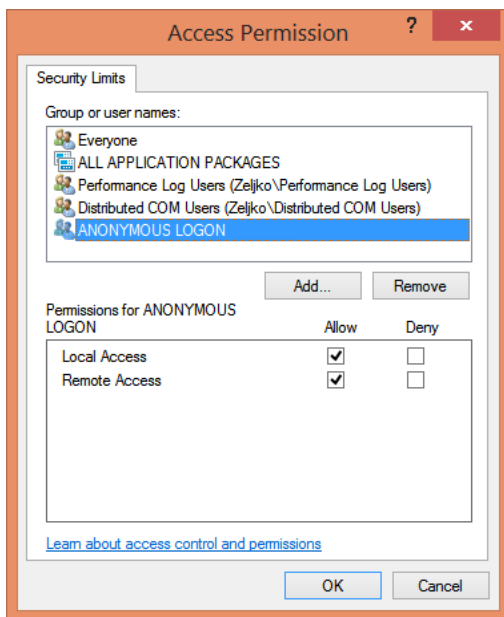 Access Permission
?
x
Security Limits
Group or user names:
Everyone
ALL APPLICATION PACKAGES
Performance Log Users (Zeljko\Performance Log Users)
Distributed COM Users (Zeljko\Distributed COM Users)
ANONYMOUS LOGON
Add... Remove
Permissions for ANONYMOUS
LOGON Allow Deny
Local Access
Remote Access
Learn about access control and permissions
OK Cancel